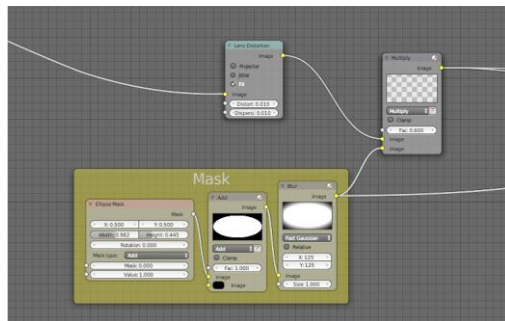 Lens Distortion
Image
Projector
Jitter
Fit
Image
Distort: 0.010
Dispersi: 0.010
Multiply
Image
Multiply
Clamp
Fac: 0.600
Image
Image
Mask
Ellipse Mask
Mask
X: 0.500
Y: 0.500
Width: 0.982
Height: 0.445
Rotation: 0.000
Mask type:
Add
Mask: 0.000
Value: 1.000
Add
Image
Add
Clamp
Fac: 1.000
Image
Image
Blur
Image
Fast Gaussian
Relative
X: 125
Y: 125
Image
Size: 1.000